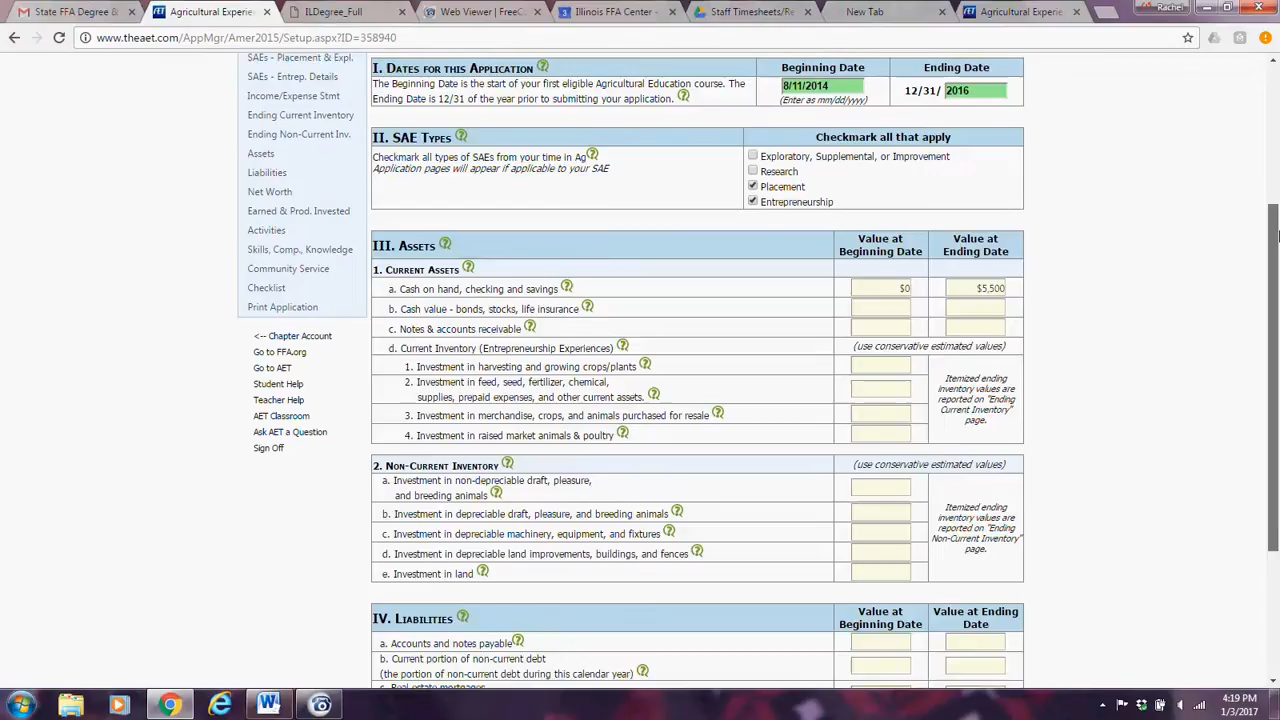 State FFA Degree &
Agricultural Experie
ILDegree_Full
Web Viewer | FreeC
Illinois FFA Center -
Staff Timesheets/Re
New Tab
Agricultural Experie
Rachel
www.theaet.com/AppMgr/Amer2015/Setup.aspx?ID=358940
SAEs - Placement & Expl.
SAEs - Entrep. Details
Income/Expense Stmt
Ending Current Inventory
Ending Non-Current Inv.
Assets
Liabilities
Net Worth
Earned & Prod. Invested
Activities
Skills, Comp., Knowledge
Community Service
Checklist
Print Application
<-- Chapter Account
Go to FFA.org
Go to AET
Student Help
Teacher Help
AET Classroom
Ask AET a Question
Sign Off
I. Dates for this Application
Beginning Date
Ending Date
The Beginning Date is the start of your first eligible Agricultural Education course. The
Ending Date is 12/31 of the year prior to submitting your application.
8/11/2014
(Enter as mm/dd/yyyy)
12/31/ 2016
II. SAE Types
Checkmark all that apply
Checkmark all types of SAEs from your time in Ag
Application pages will appear if applicable to your SAE
Exploratory, Supplemental, or Improvement
Research
Placement
Entrepreneurship
III. Assets
Value at
Beginning Date
Value at
Ending Date
1. Current Assets
a. Cash on hand, checking and savings
$0
$5,500
b. Cash value - bonds, stocks, life insurance
c. Notes & accounts receivable
d. Current Inventory (Entrepreneurship Experiences)
(use conservative estimated values)
1. Investment in harvesting and growing crops/plants
2. Investment in feed, seed, fertilizer, chemical,
supplies, prepaid expenses, and other current assets.
3. Investment in merchandise, crops, and animals purchased for resale
4. Investment in raised market animals & poultry
Itemized ending
inventory values are
reported on "Ending
Current Inventory"
page.
2. Non-Current Inventory
(use conservative estimated values)
a. Investment in non-depreciable draft, pleasure,
and breeding animals
b. Investment in depreciable draft, pleasure, and breeding animals
c. Investment in depreciable machinery, equipment, and fixtures
d. Investment in depreciable land improvements, buildings, and fences
e. Investment in land
Itemized ending
inventory values are
reported on "Ending
Non-Current Inventory"
page.
IV. Liabilities
Value at
Beginning Date
Value at Ending
Date
a. Accounts and notes payable
b. Current portion of non-current debt
(the portion of non-current debt during this calendar year)
c. Real estate mortgages
4:19 PM
1/3/2017